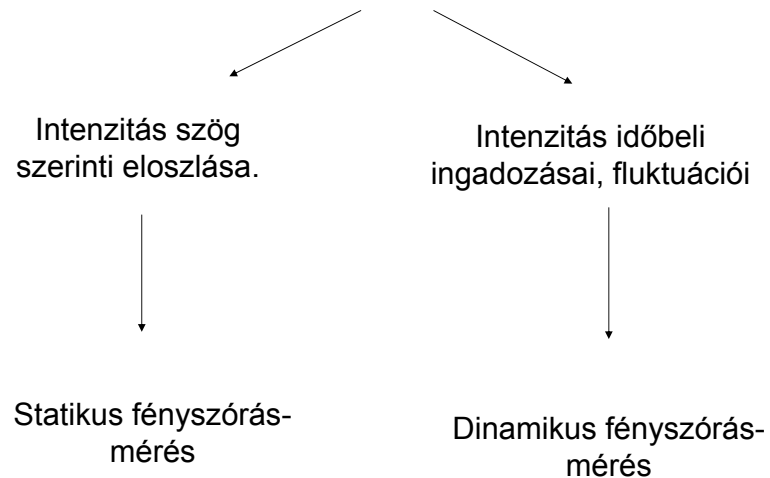 Intenzitás szög
szerinti eloszlása.
Intenzitás időbeli
ingadozásai, fluktuációi
Statikus fényszórás-
mérés
Dinamikus fényszórás-
mérés